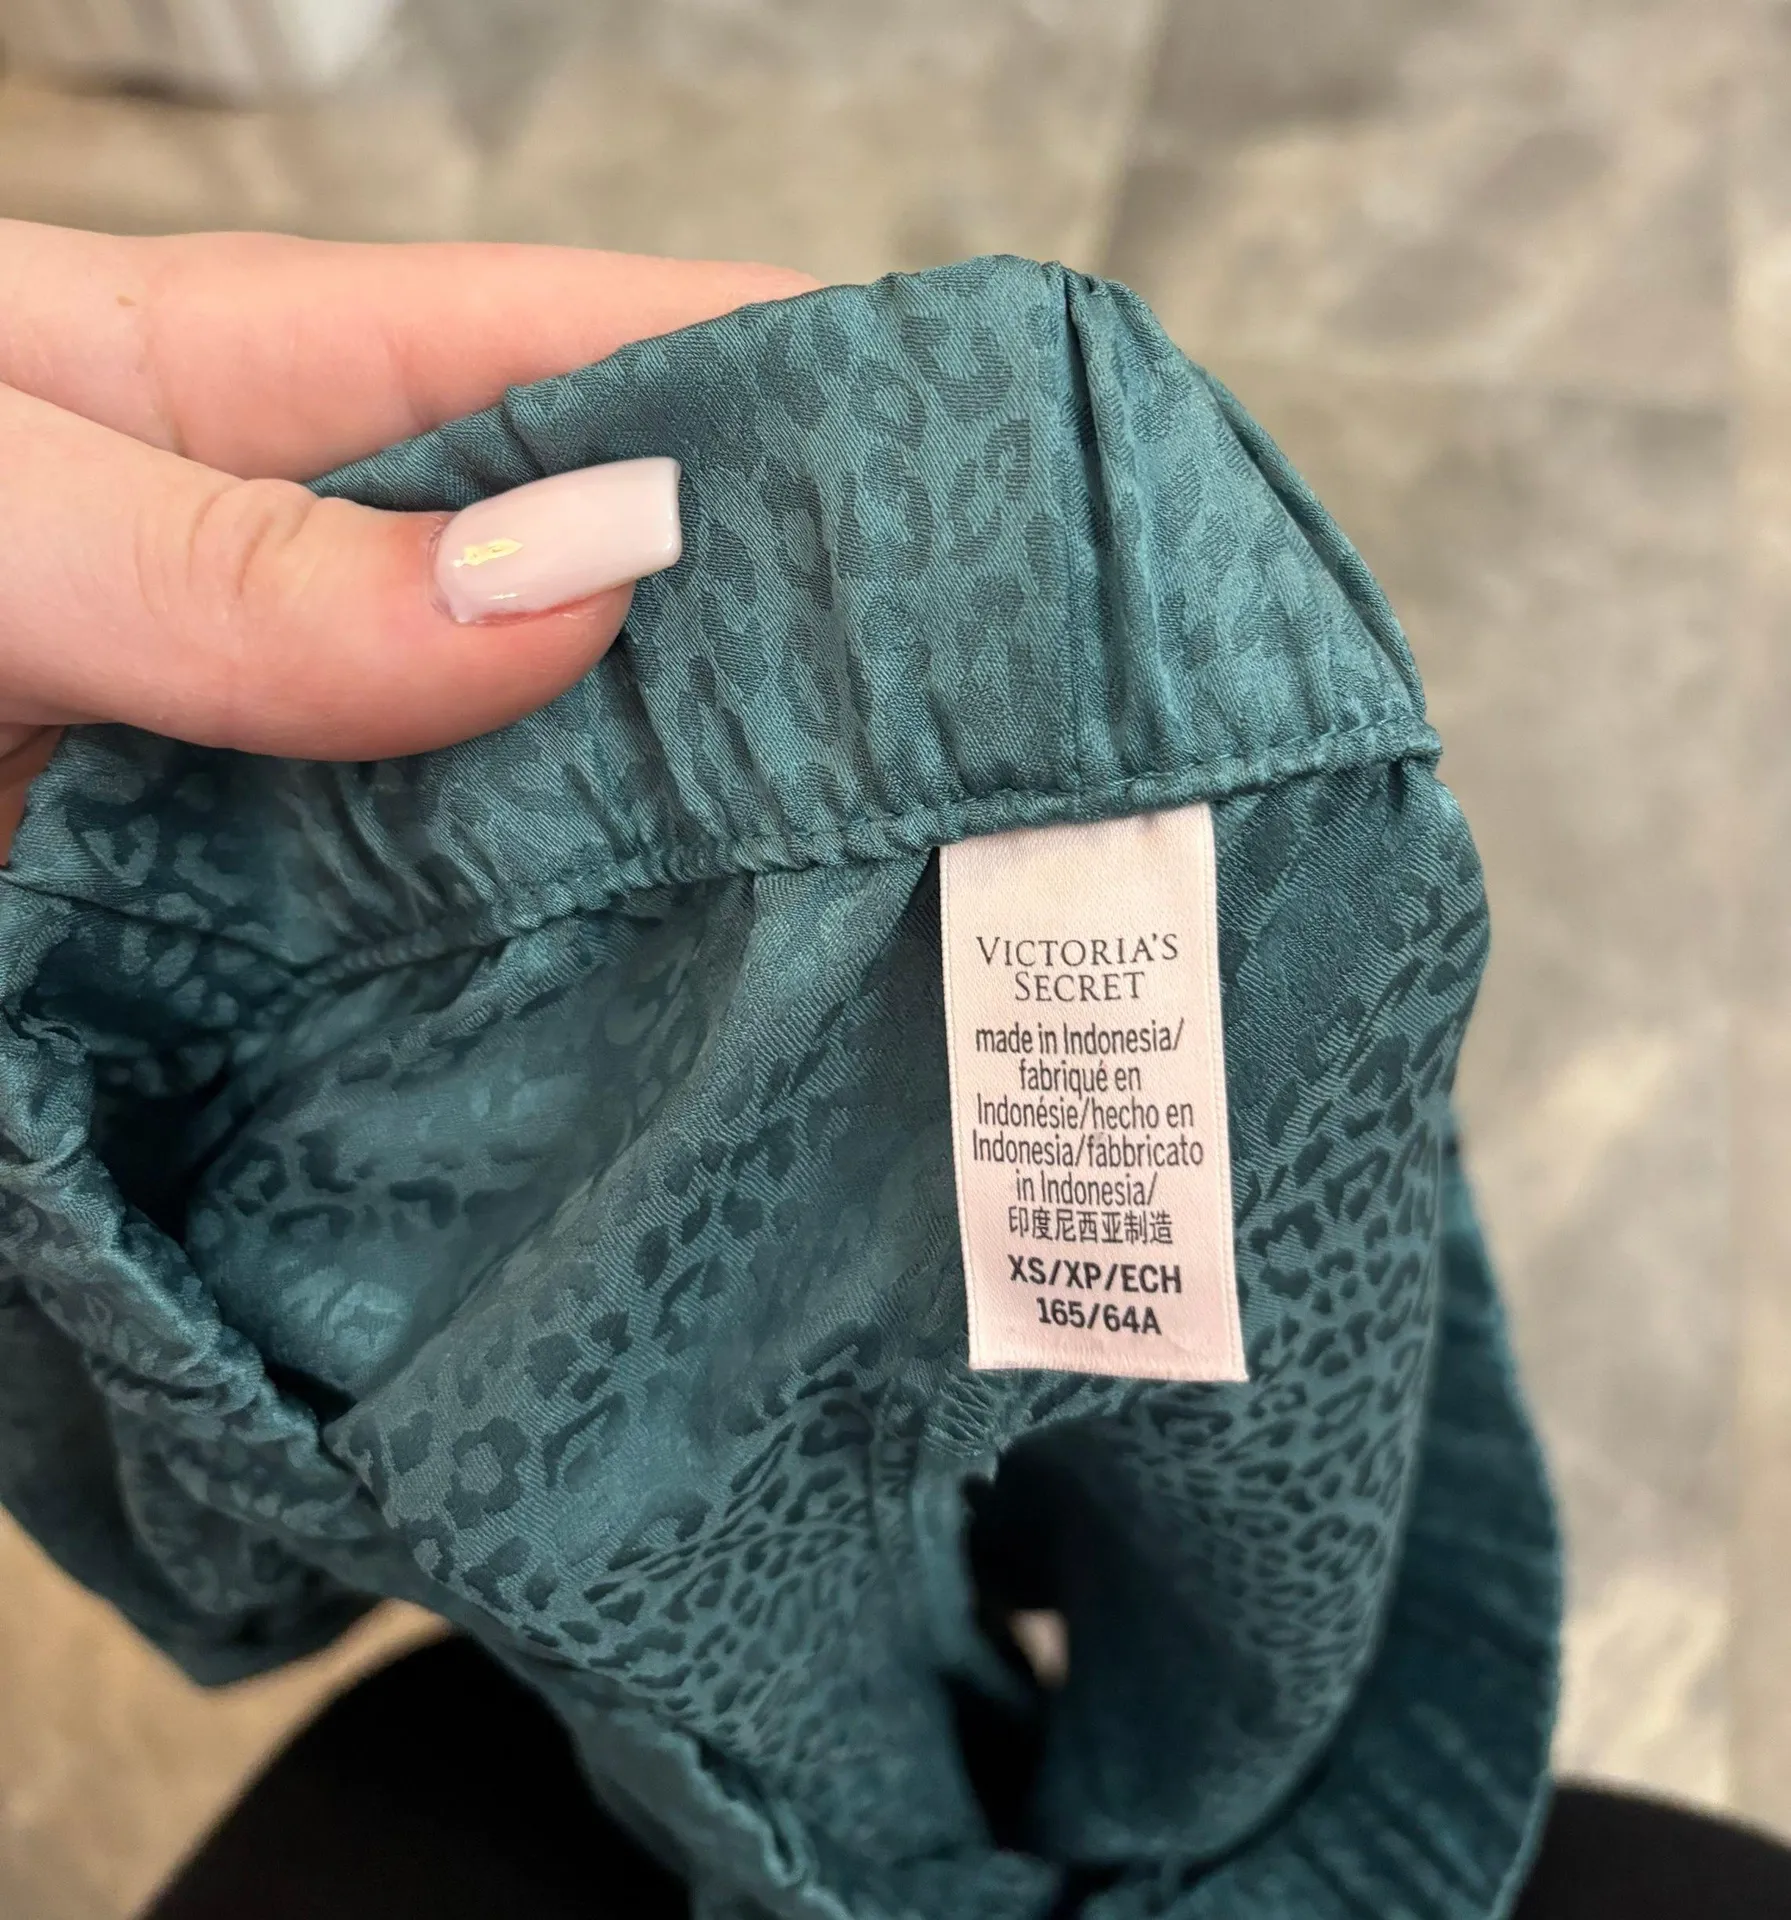 VICTORIA'S
SECRET
made in Indonesia/
fabriqué en
Indonésie/hecho en
Indonesia/fabbricato
in Indonesia/
印度尼西亚制造
XS/XP/ECH
165/64A